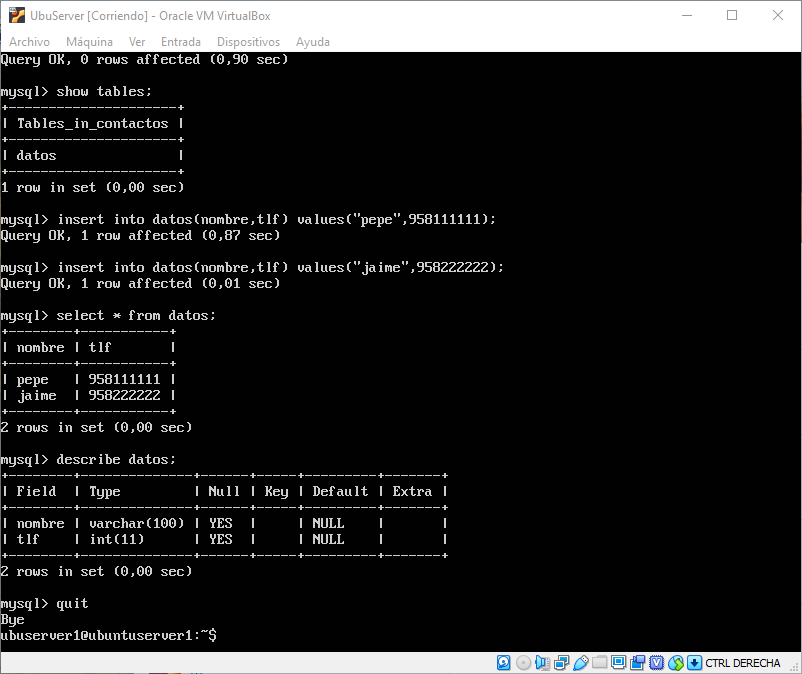 UbuServer [Corriendo] - Oracle VM VirtualBox
Archivo Máquina Ver Entrada Dispositivos Ayuda
Query OK, 0 rows affected (0,90 sec)
mysql> show tables;
+---------------------+
| Tables_in_contactos |
+---------------------+
| datos               |
+---------------------+
1 row in set (0,00 sec)
mysql> insert into datos(nombre,tlf) values("pepe",958111111);
Query OK, 1 row affected (0,87 sec)
mysql> insert into datos(nombre,tlf) values("jaime",958222222);
Query OK, 1 row affected (0,01 sec)
mysql> select * from datos;
+--------+-----------+
| nombre | tlf       |
+--------+-----------+
| pepe   | 958111111 |
| jaime  | 958222222 |
+--------+-----------+
2 rows in set (0,00 sec)
mysql> describe datos;
+--------+--------------+------+-----+---------+-------+
| Field  | Type         | Null | Key | Default | Extra |
+--------+--------------+------+-----+---------+-------+
| nombre | varchar(100) | YES  |     | NULL    |       |
| tlf    | int(11)      | YES  |     | NULL    |       |
+--------+--------------+------+-----+---------+-------+
2 rows in set (0,00 sec)
mysql> quit
Bye
ubuserver1@ubuntuserver1:~$
CTRL DERECHA